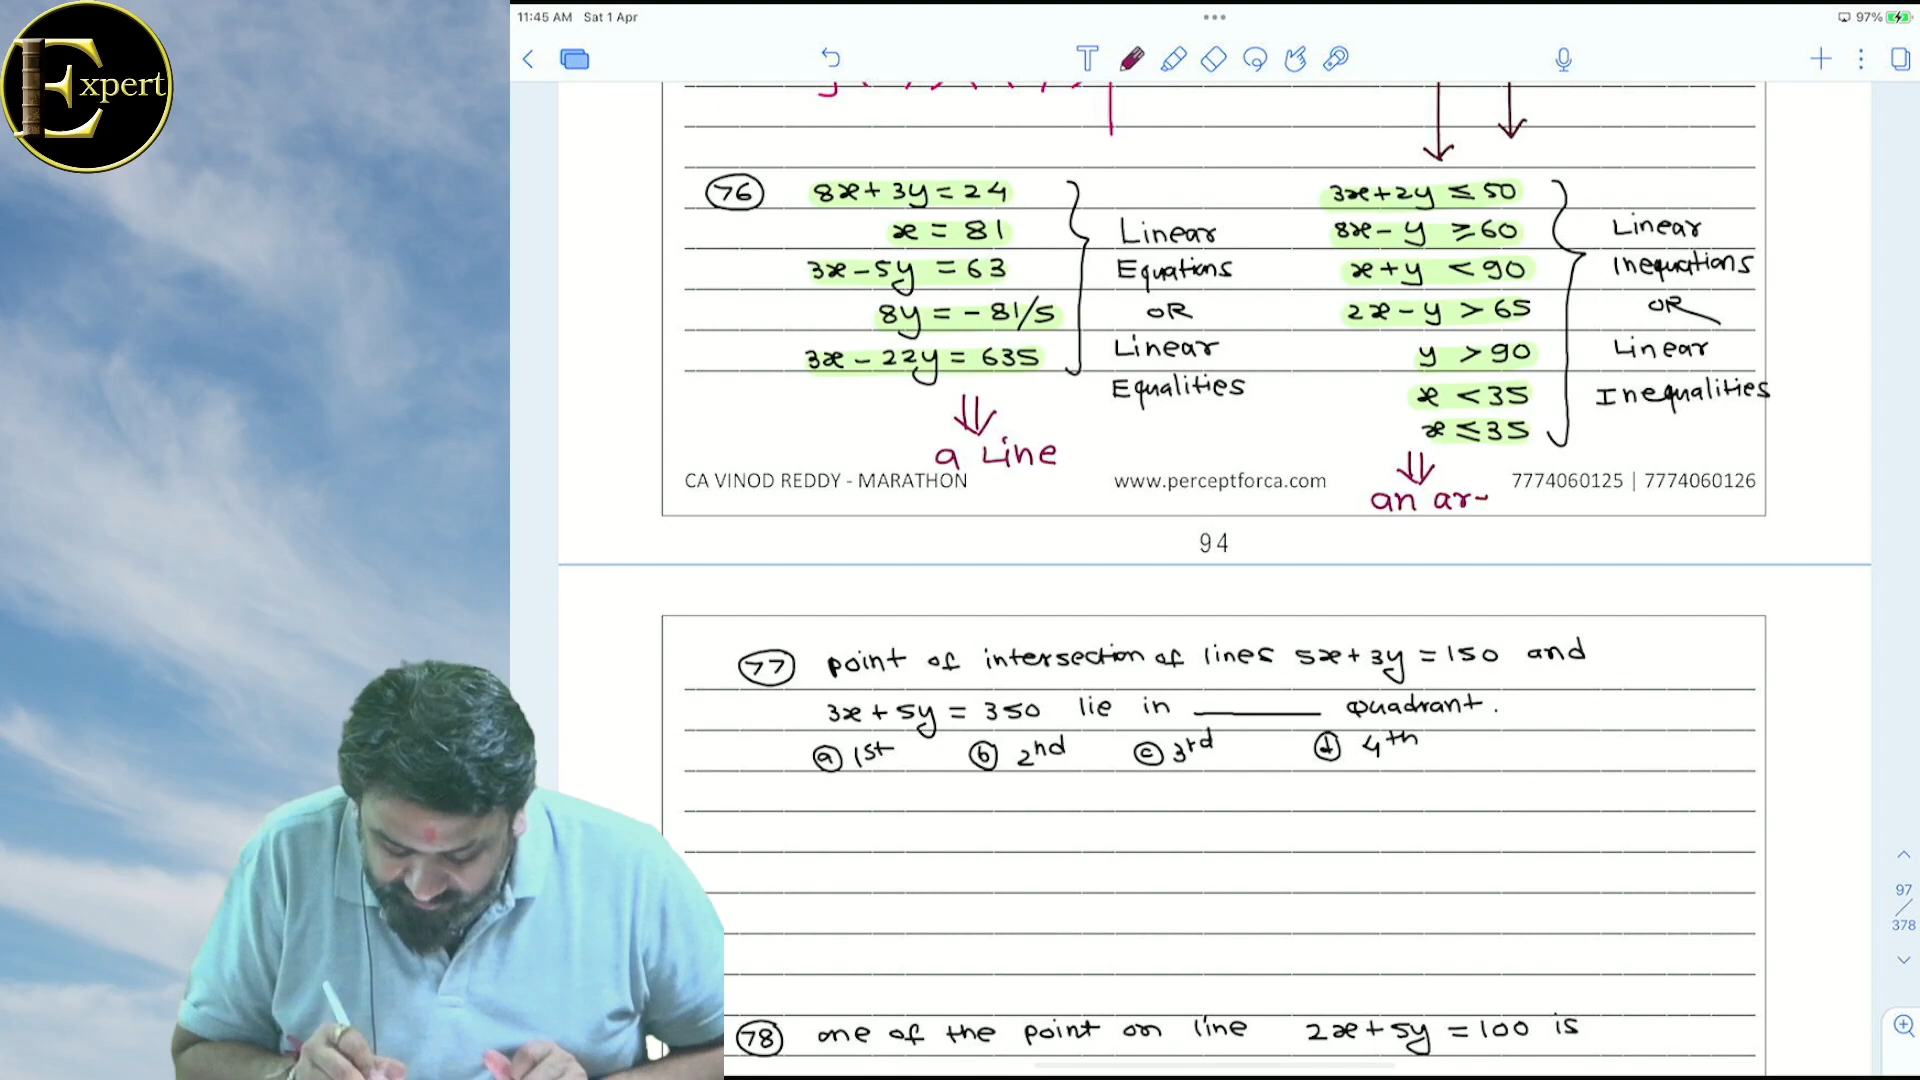 Expert
11:45 AM Sat 1 Apr
97%
76
8x + 3y = 24
x = 81
3x - 5y = 63
8y = - 81/5
3x - 22y = 635
Linear
Equations
OR
Linear
Equalities
a Line
3x + 2y ≤ 50
8x - y ≥ 60
x + y < 90
2x - y > 65
y > 90
x < 35
x ≤ 35
Linear
Inequations
OR
Linear
Inequalities
an ar
CA VINOD REDDY - MARATHON www.perceptforca.com 7774060125 | 7774060126
94
77 point of intersection of lines 5x + 3y = 150 and
3x + 5y = 350 lie in ______ quadrant.
a 1st b 2nd c 3rd d 4th
97
/
378
78 one of the point on line 2x + 5y = 100 is